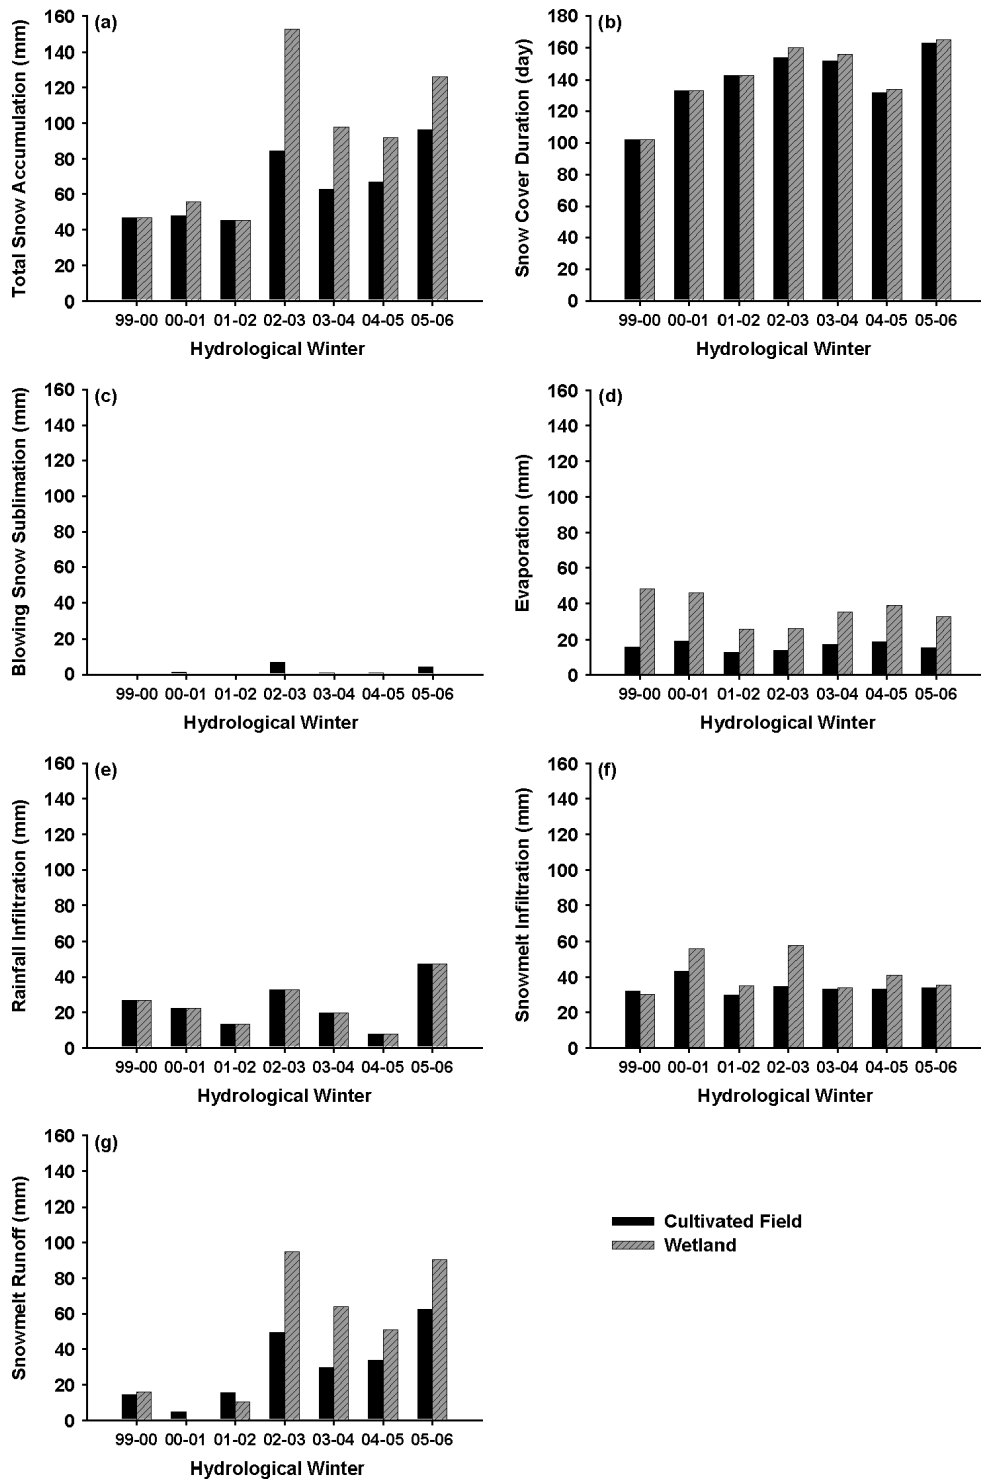 (a)
Total Snow Accumulation (mm)
160
140
120
100
80
60
40
20
0
99-00 00-01 01-02 02-03 03-04 04-05 05-06
Hydrological Winter
(b)
Snow Cover Duration (day)
180
160
140
120
100
80
60
40
20
0
99-00 00-01 01-02 02-03 03-04 04-05 05-06
Hydrological Winter
(c)
Blowing Snow Sublimation (mm)
160
140
120
100
80
60
40
20
0
99-00 00-01 01-02 02-03 03-04 04-05 05-06
Hydrological Winter
(d)
Evaporation (mm)
160
140
120
100
80
60
40
20
0
99-00 00-01 01-02 02-03 03-04 04-05 05-06
Hydrological Winter
(e)
Rainfall Infiltration (mm)
160
140
120
100
80
60
40
20
0
99-00 00-01 01-02 02-03 03-04 04-05 05-06
Hydrological Winter
(f)
Snowmelt Infiltration (mm)
160
140
120
100
80
60
40
20
0
99-00 00-01 01-02 02-03 03-04 04-05 05-06
Hydrological Winter
(g)
Snowmelt Runoff (mm)
160
140
120
100
80
60
40
20
0
99-00 00-01 01-02 02-03 03-04 04-05 05-06
Hydrological Winter
Cultivated Field
Wetland